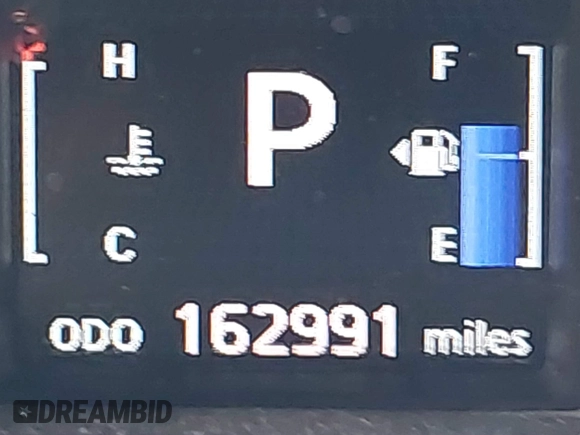 H F
P
C E
ODO 162991 miles
DREAMBID